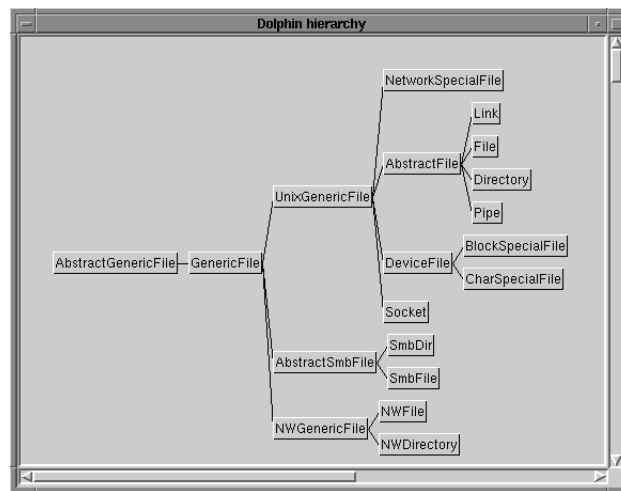 Dolphin hierarchy
NetworkSpecialFile
Link
File
AbstractFile
Directory
UnixGenericFile
Pipe
BlockSpecialFile
AbstractGenericFile
GenericFile
DeviceFile
CharSpecialFile
Socket
SmbDir
AbstractSmbFile
SmbFile
NWFile
NWGenericFile
NWDirectory